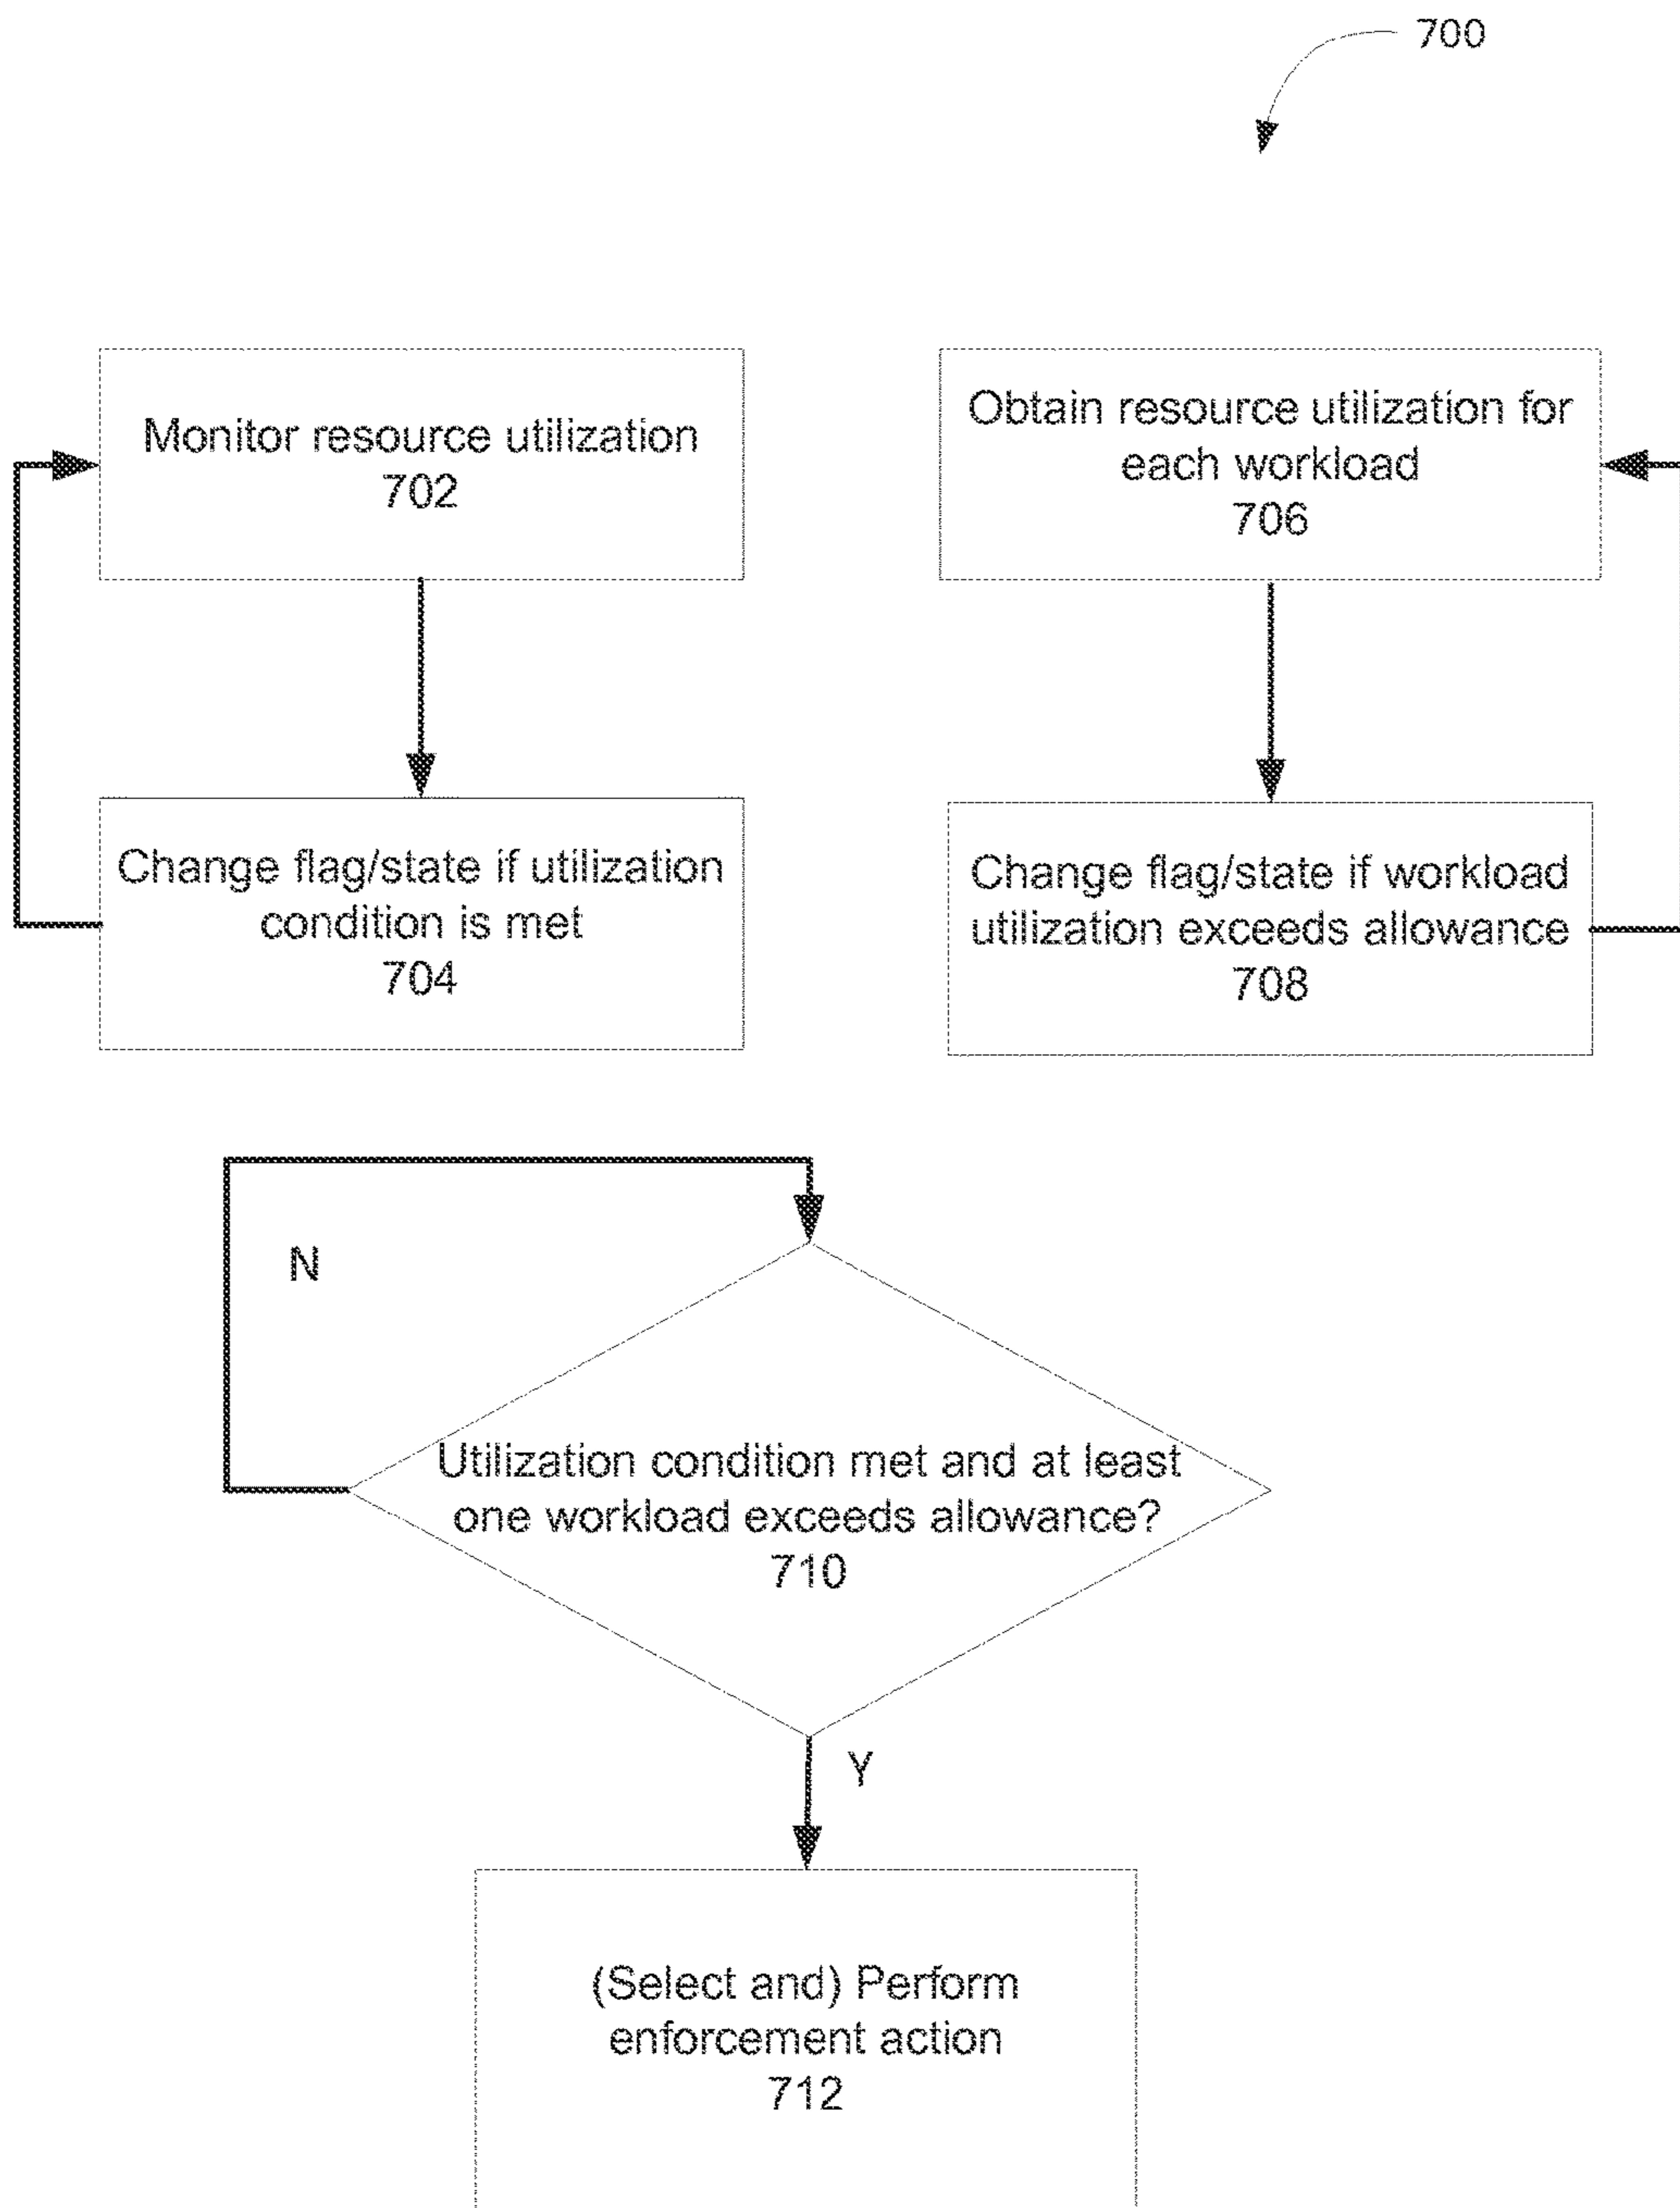 700
Monitor resource utilization
702
Obtain resource utilization for
each workload
706
Change flag/state if utilization
condition is met
704
Change flag/state if workload
utilization exceeds allowance
708
N
Utilization condition met and at least
one workload exceeds allowance?
710
Y
(Select and) Perform
enforcement action
712